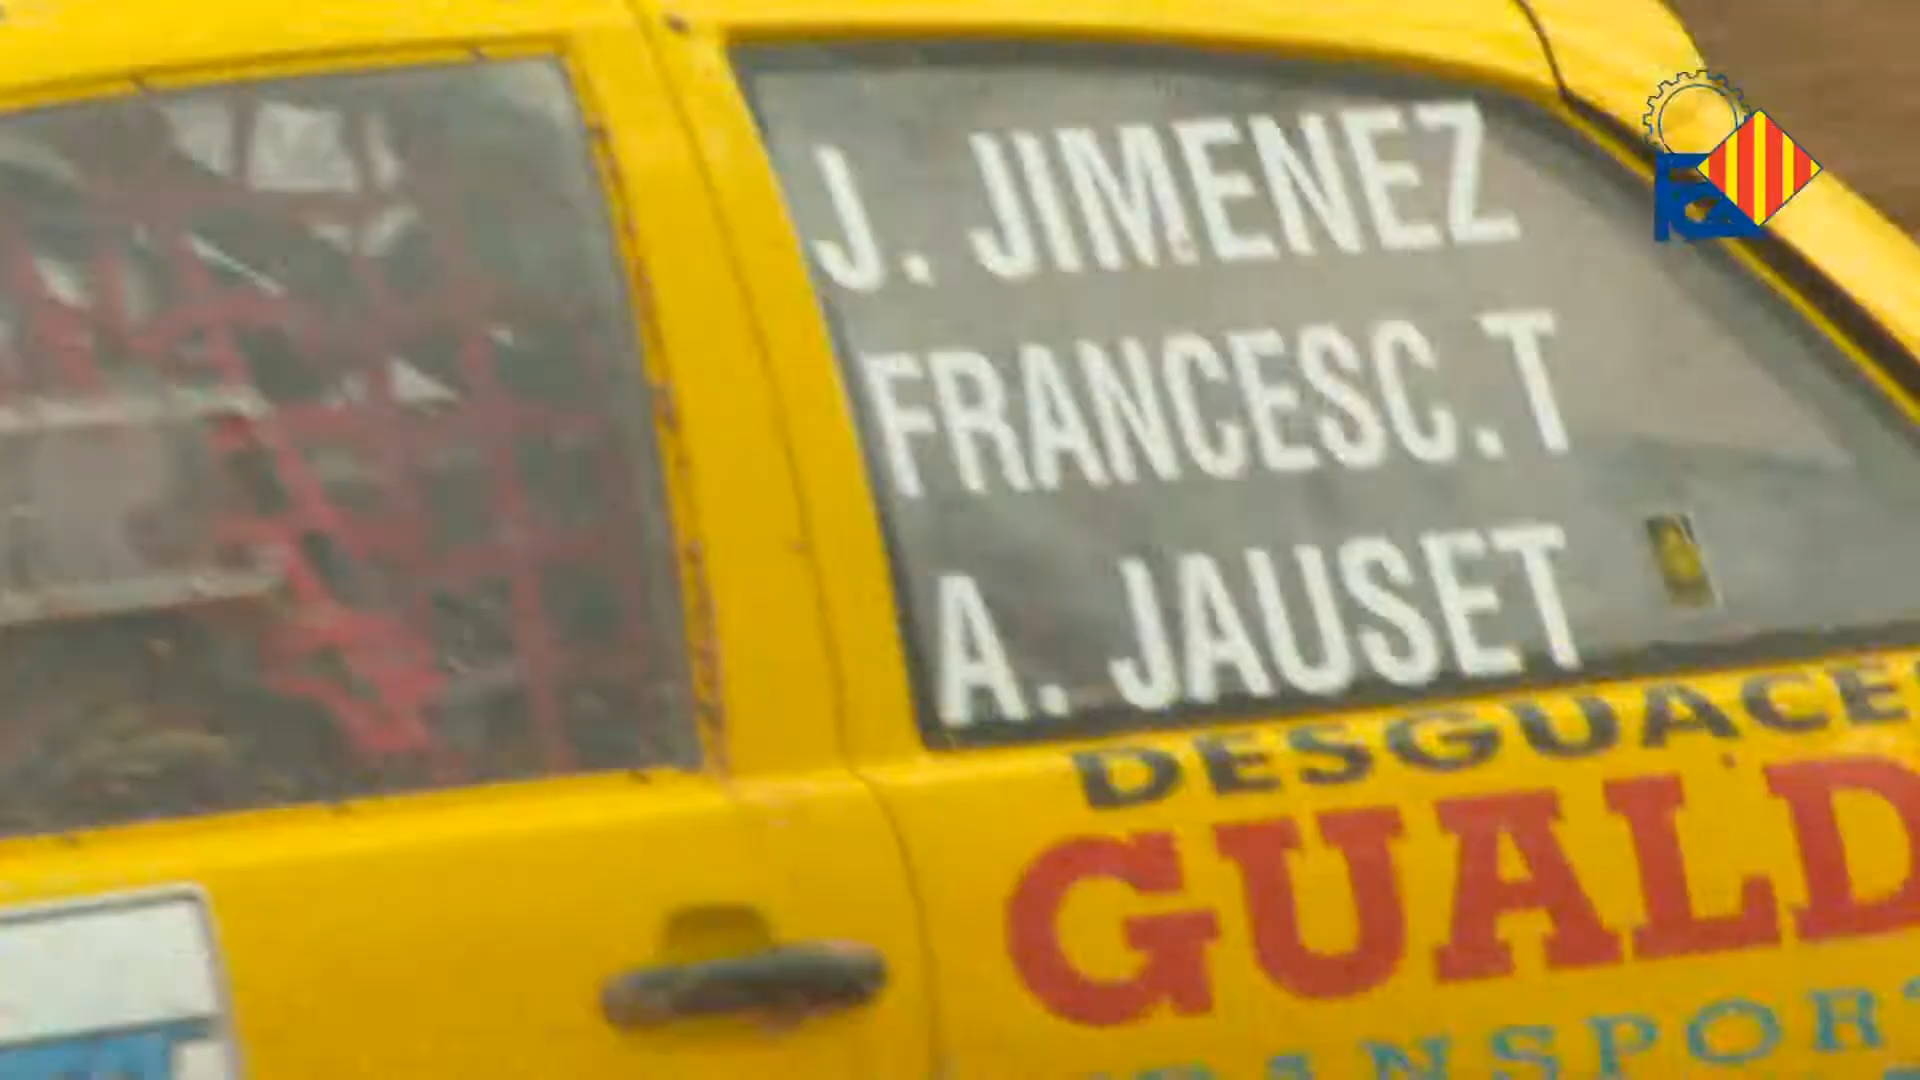 J. JIMENEZ
FRANCESC. T
A. JAUSET
DESGUACE
GUALD